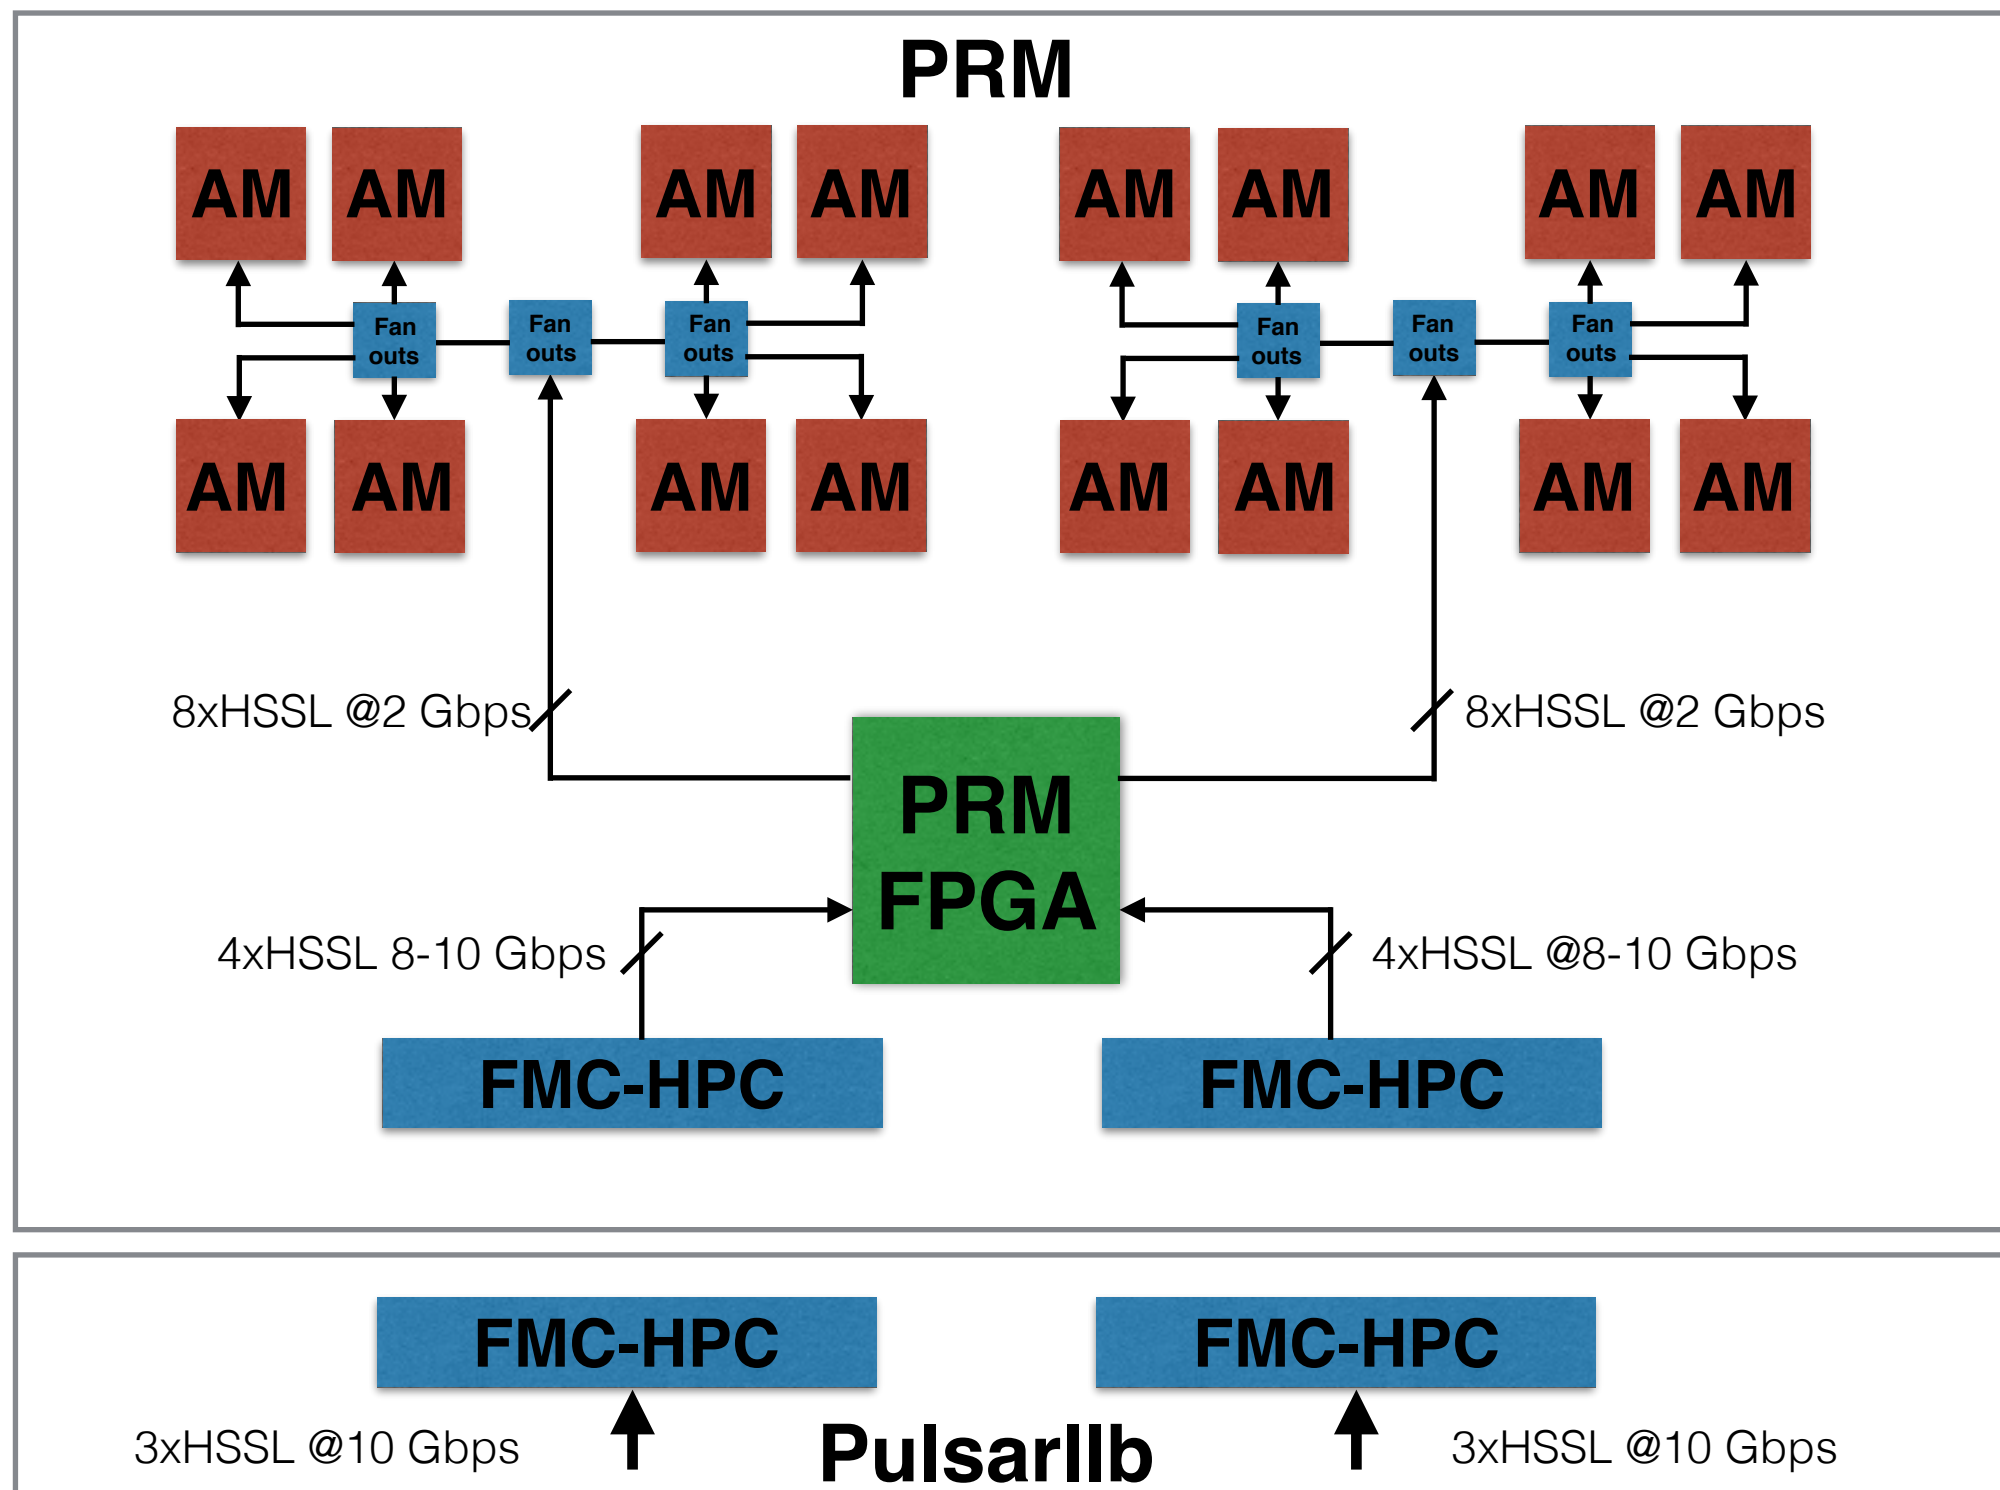 PRM
AM AM AM AM AM AM AM AM
Fan Fan Fan Fan Fan Fan
outs outs outs outs outs outs
AM AM AM AM AM AM AM AM
8xHSSL @2 Gbps 8xHSSL @2 Gbps
PRM
FPGA
4xHSSL 8-10 Gbps 4xHSSL @8-10 Gbps
FMC-HPC FMC-HPC
FMC-HPC FMC-HPC
3xHSSL @10 Gbps PulsarIIb 3xHSSL @10 Gbps